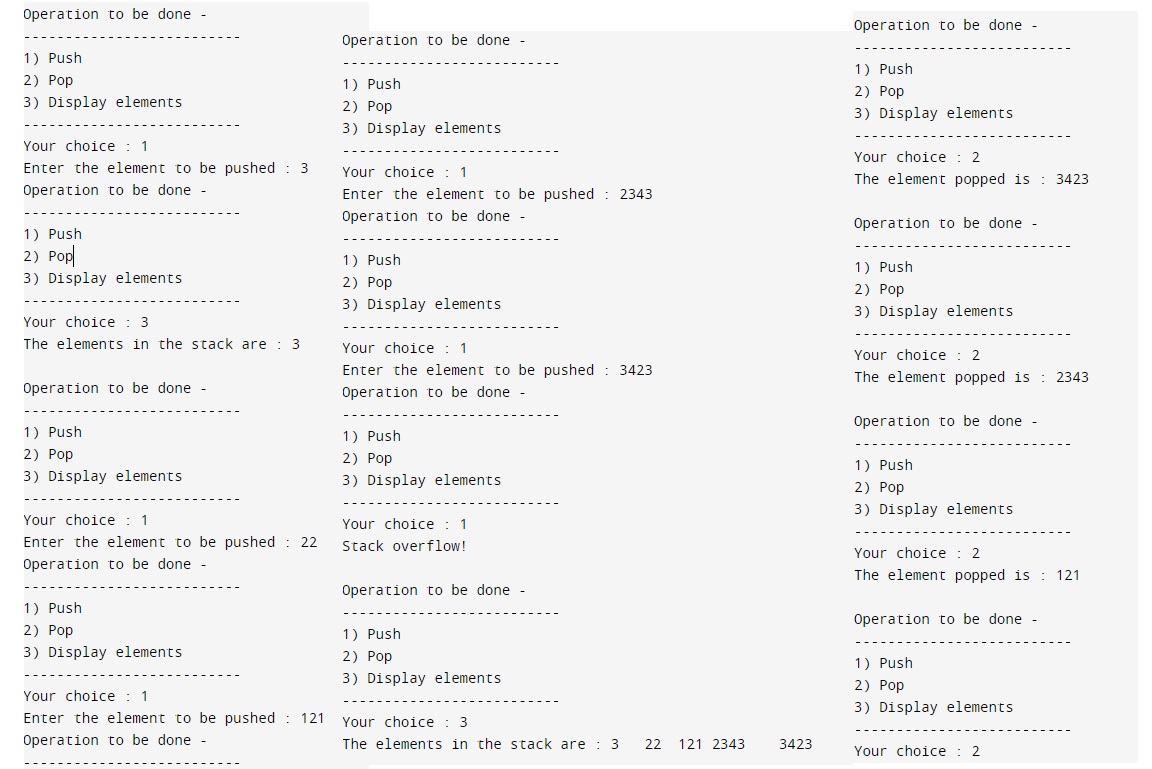 Operation to be done -
--------------------------
1) Push
2) Pop
3) Display elements
--------------------------
Your choice : 1
Enter the element to be pushed : 3
Operation to be done -
--------------------------
1) Push
2) Pop
3) Display elements
--------------------------
Your choice : 3
The elements in the stack are : 3
Operation to be done -
--------------------------
1) Push
2) Pop
3) Display elements
--------------------------
Your choice : 1
Enter the element to be pushed : 22
Operation to be done -
--------------------------
1) Push
2) Pop
3) Display elements
--------------------------
Your choice : 1
Enter the element to be pushed : 121
Operation to be done -
--------------------------
Operation to be done -
--------------------------
1) Push
2) Pop
3) Display elements
--------------------------
Your choice : 1
Enter the element to be pushed : 2343
Operation to be done -
--------------------------
1) Push
2) Pop
3) Display elements
--------------------------
Your choice : 1
Enter the element to be pushed : 3423
Operation to be done -
--------------------------
1) Push
2) Pop
3) Display elements
--------------------------
Your choice : 1
Stack overflow!
Operation to be done -
--------------------------
1) Push
2) Pop
3) Display elements
--------------------------
Your choice : 3
The elements in the stack are : 3   22  121 2343    3423
Operation to be done -
--------------------------
1) Push
2) Pop
3) Display elements
--------------------------
Your choice : 2
The element popped is : 3423
Operation to be done -
--------------------------
1) Push
2) Pop
3) Display elements
--------------------------
Your choice : 2
The element popped is : 2343
Operation to be done -
--------------------------
1) Push
2) Pop
3) Display elements
--------------------------
Your choice : 2
The element popped is : 121
Operation to be done -
--------------------------
1) Push
2) Pop
3) Display elements
--------------------------
Your choice : 2